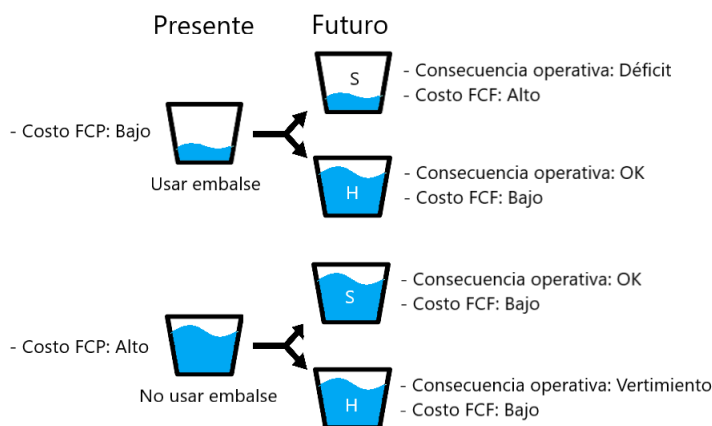 Presente
Futuro
S
- Consecuencia operativa: Déficit
- Costo FCF: Alto
- Costo FCP: Bajo
Usar embalse
H
- Consecuencia operativa: OK
- Costo FCF: Bajo
S
- Consecuencia operativa: OK
- Costo FCF: Bajo
- Costo FCP: Alto
No usar embalse
H
- Consecuencia operativa: Vertimiento
- Costo FCF: Bajo